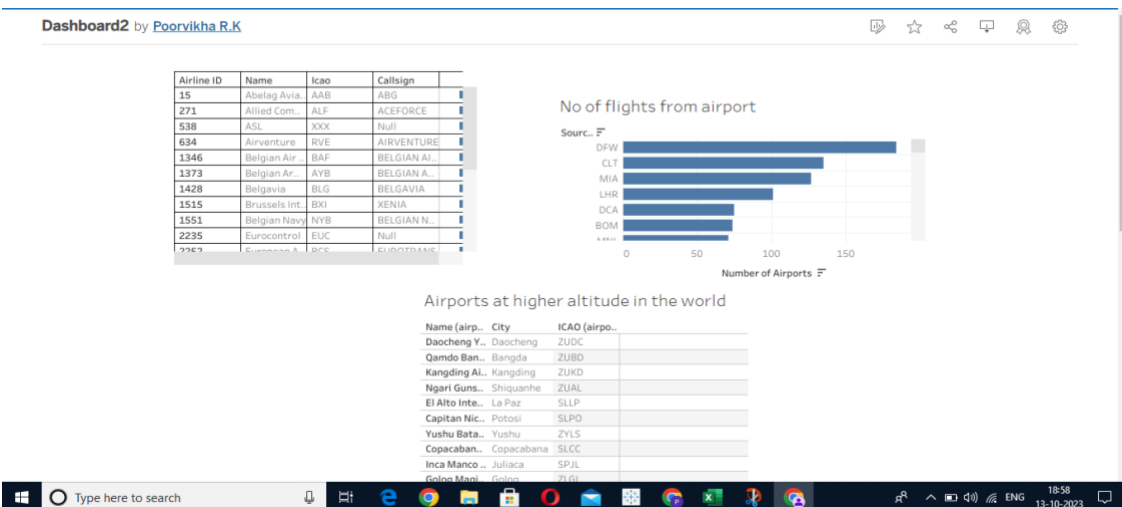 Dashboard2 by Poorvikha R.K
Airline ID Name Icao Callsign
15 Abelag Avia.. AAB ABG
271 Allied Com.. ALF ACEFORCE
538 ASL XXX Null
634 Airventure RVE AIRVENTURE
1346 Belgian Air .. BAF BELGIAN AI..
1373 Belgian Ar.. AYB BELGIAN A..
1428 Belgavia BLG BELGAVIA
1515 Brussels Int.. BXI XENIA
1551 Belgian Navy NYB BELGIAN N..
2235 Eurocontrol EUC Null
No of flights from airport
Sourc..
DFW
CLT
MIA
LHR
DCA
BOM
0 50 100 150
Number of Airports
Airports at higher altitude in the world
Name (airp.. City ICAO (airpo..
Daocheng Y.. Daocheng ZUDC
Qamdo Ban.. Bangda ZUBD
Kangding Ai.. Kangding ZUKD
Ngari Guns.. Shiquanhe ZUAL
El Alto Inte.. La Paz SLLP
Capitan Nic.. Potosi SLPO
Yushu Bata.. Yushu ZYLS
Copacaban.. Copacabana SLCC
Inca Manco .. Juliaca SPJL
Golog Maqi.. Golog ZLGL
Type here to search
ENG
18:58
13-10-2023